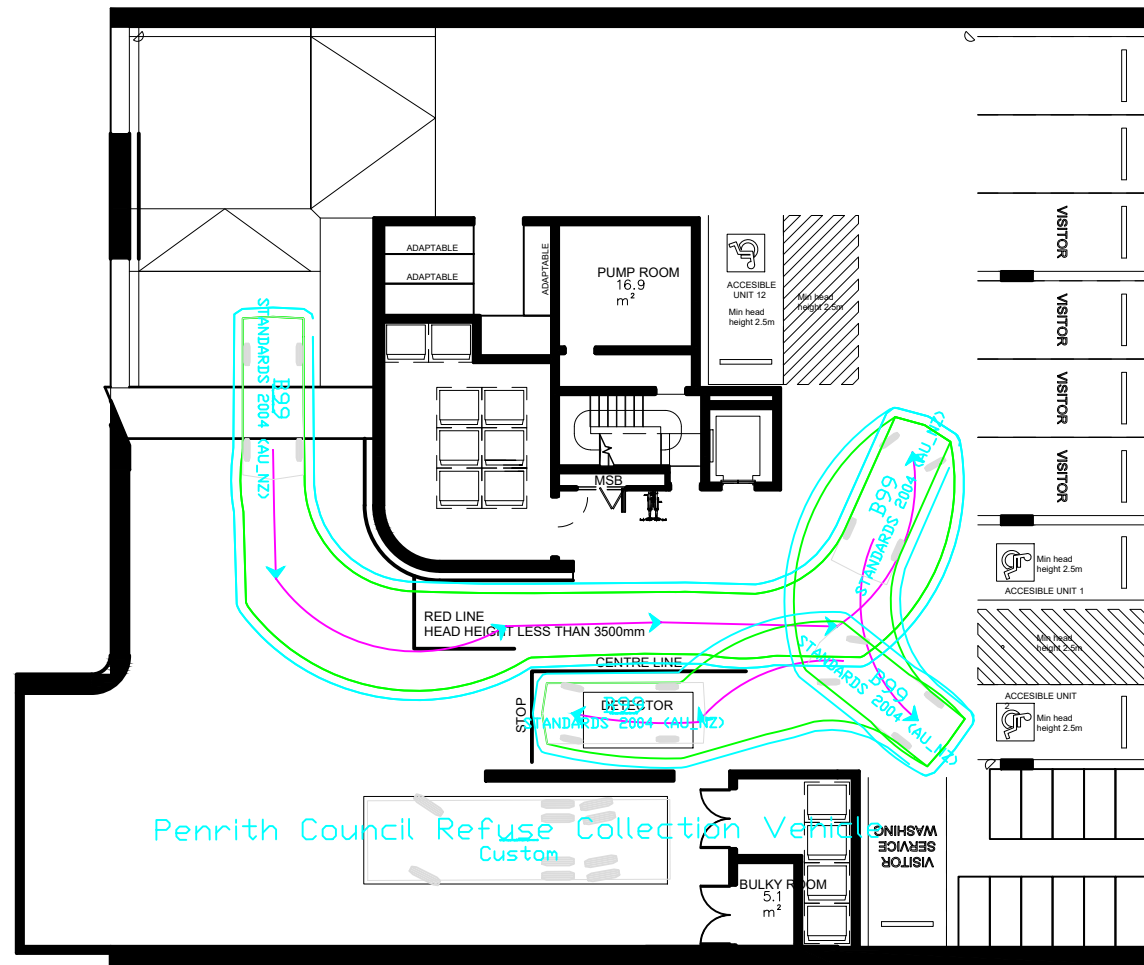 ADAPTABLE
ADAPTABLE
ADAPTABLE
PUMP ROOM
16.9
m²
ACCESIBLE
UNIT 12
Min head
height 2.5m
Min head
height 2.5m
VISITOR
VISITOR
VISITOR
VISITOR
B99
STANDARDS 2004 (AU_NZ)
MSB
B99
STANDARDS 2004 (AU_NZ)
Min head
height 2.5m
ACCESIBLE UNIT 1
Min head
height 2.5m
RED LINE
HEAD HEIGHT LESS THAN 3500mm
CENTRE LINE
B99
STANDARDS 2004 (AU_NZ)
STOP
DETECTOR
B99
STANDARDS 2004 (AU_NZ)
ACCESIBLE UNIT
2
Min head
height 2.5m
Penrith Council Refuse Collection Vehicle
Custom
VISITOR
SERVICE
WASHING
BULKY ROOM
5.1
m²